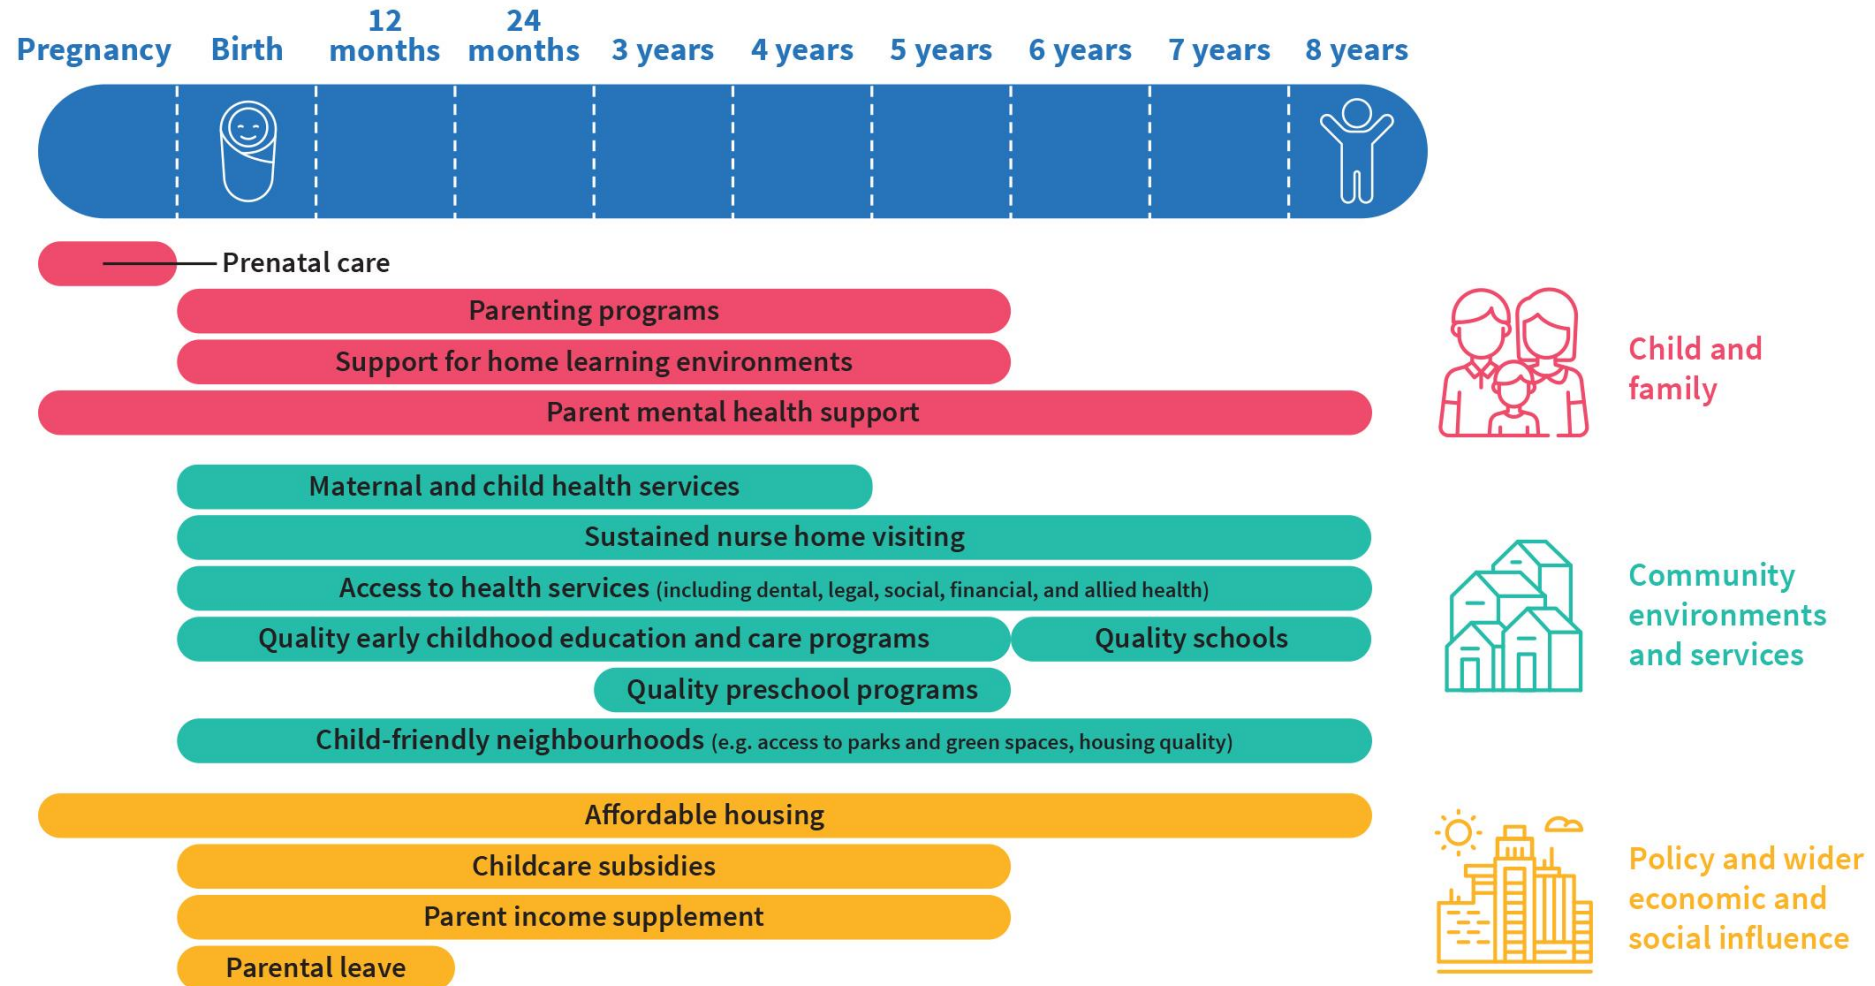 Pregnancy
Birth
12
months
24
months
3 years
4 years
5 years
6 years
7 years
8 years
Prenatal care
Parenting programs
Support for home learning environments
Parent mental health support
Child and
family
Maternal and child health services
Sustained nurse home visiting
Access to health services (including dental, legal, social, financial, and allied health)
Quality early childhood education and care programs
Quality schools
Quality preschool programs
Child-friendly neighbourhoods (e.g. access to parks and green spaces, housing quality)
Community
environments
and services
Affordable housing
Childcare subsidies
Parent income supplement
Parental leave
Policy and wider
economic and
social influence